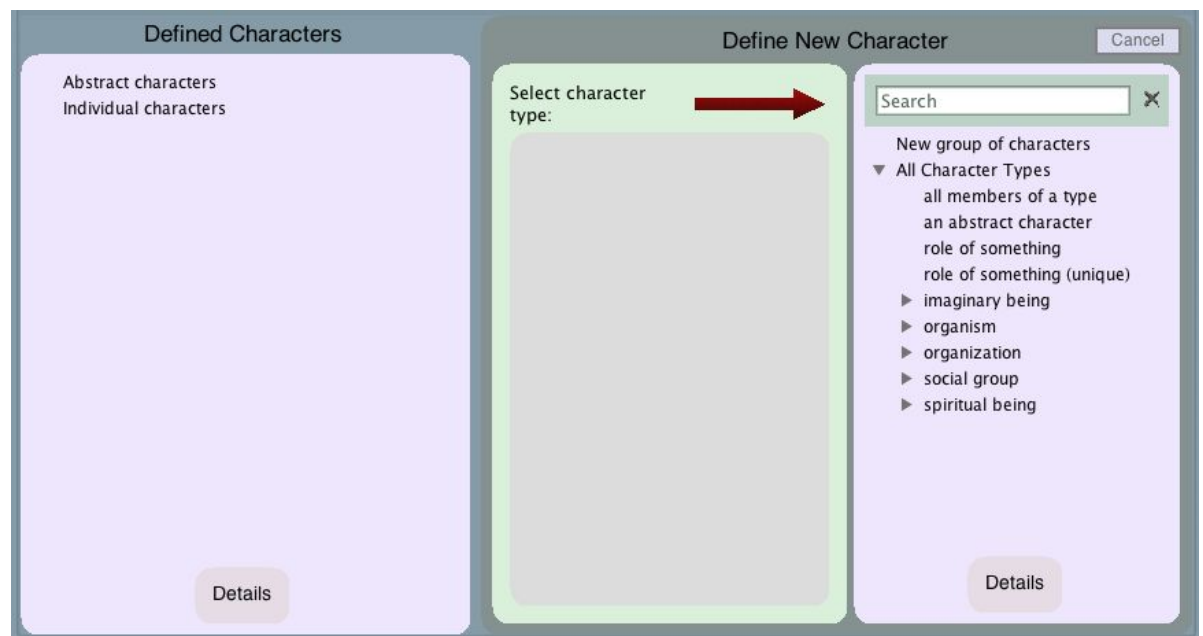 Defined Characters
Abstract characters
Individual characters
Details
Define New Character
Cancel
Select character
type:
Search
New group of characters
All Character Types
all members of a type
an abstract character
role of something
role of something (unique)
imaginary being
organism
organization
social group
spiritual being
Details